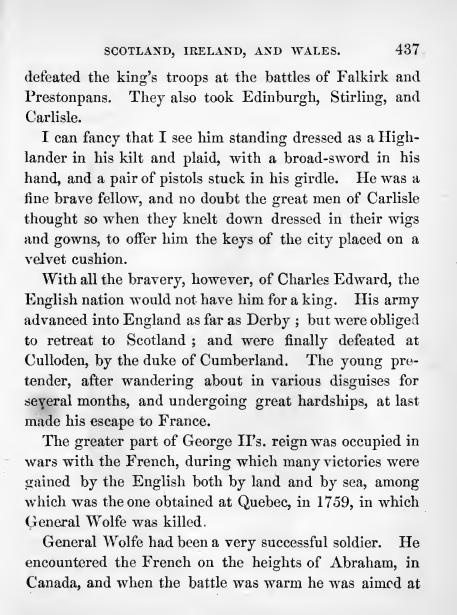 SCOTLAND, IRELAND, AND WALES. 437
defeated the king's troops at the battles of Falkirk and
Prestonpans. They also took Edinburgh, Stirling, and
Carlisle.
I can fancy that I see him standing dressed as a High-
lander in his kilt and plaid, with a broad-sword in his
hand, and a pair of pistols stuck in his girdle. He was a
fine brave fellow, and no doubt the great men of Carlisle
thought so when they knelt down dressed in their wigs
and gowns, to offer him the keys of the city placed on a
velvet cushion.
With all the bravery, however, of Charles Edward, the
English nation would not have him for a king. His army
advanced into England as far as Derby ; but were obliged
to retreat to Scotland ; and were finally defeated at
Culloden, by the duke of Cumberland. The young pre-
tender, after wandering about in various disguises for
several months, and undergoing great hardships, at last
made his escape to France.
The greater part of George II's. reign was occupied in
wars with the French, during which many victories were
gained by the English both by land and by sea, among
which was the one obtained at Quebec, in 1759, in which
General Wolfe was killed.
General Wolfe had been a very successful soldier. He
encountered the French on the heights of Abraham, in
Canada, and when the battle was warm he was aimed at